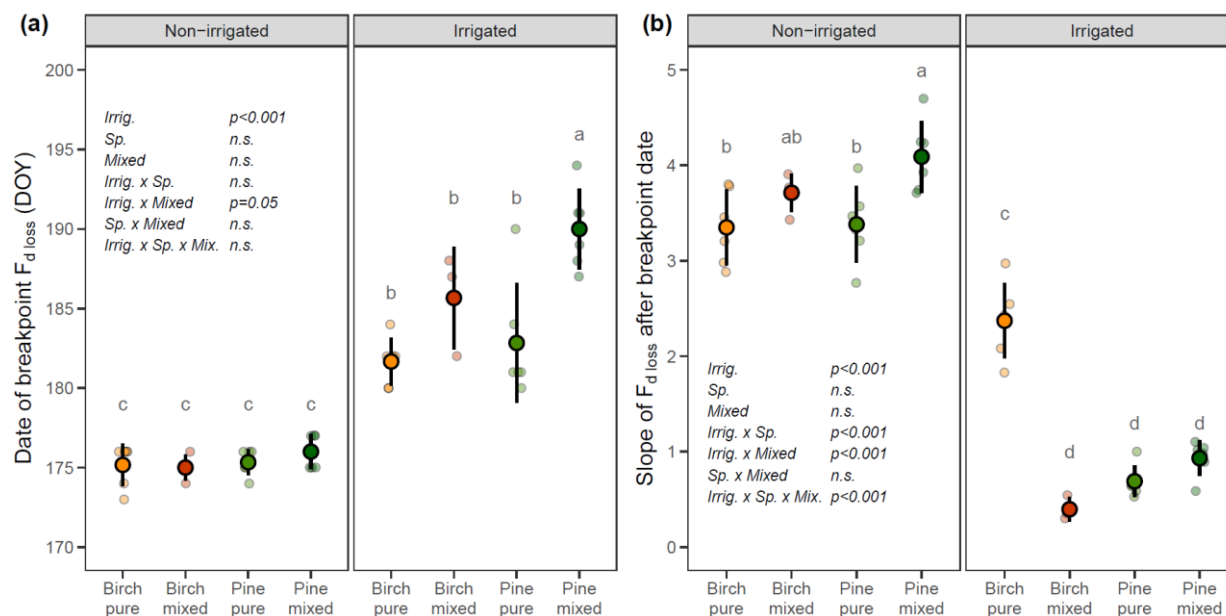 (a)
Non−irrigated
Irrigated
Date of breakpoint Fd loss (DOY)
200
195
190
185
180
175
170
Irrig. p<0.001
Sp. n.s.
Mixed n.s.
Irrig. x Sp. n.s.
Irrig. x Mixed p=0.05
Sp x Mixed n.s.
Irrig. x Sp. x Mix. n.s.
c c c c
b b b a
Birch pure
Birch mixed
Pine pure
Pine mixed
Birch pure
Birch mixed
Pine pure
Pine mixed
(b)
Non−irrigated
Irrigated
Slope of Fd loss after breakpoint date
5
4
3
2
1
0
b ab b a
c d d d
Irrig. p<0.001
Sp. n.s.
Mixed n.s.
Irrig. x Sp. p<0.001
Irrig. x Mixed p<0.001
Sp x Mixed n.s.
Irrig. x Sp. x Mix. p<0.001
Birch pure
Birch mixed
Pine pure
Pine mixed
Birch pure
Birch mixed
Pine pure
Pine mixed